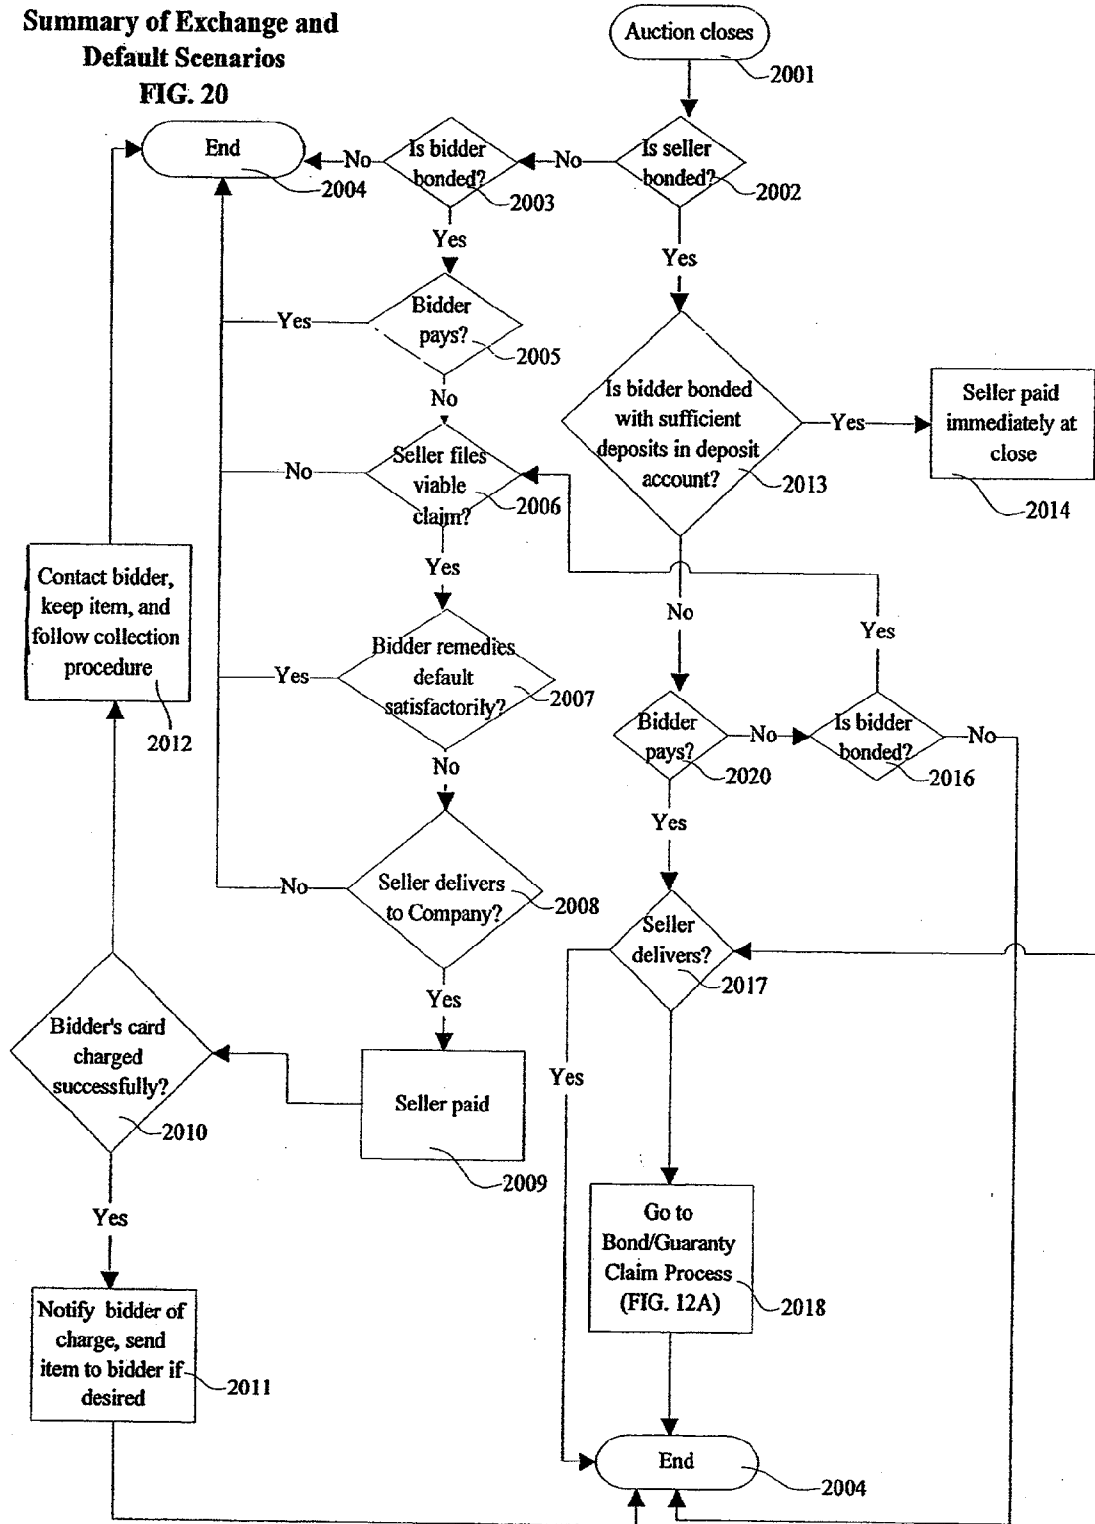 Summary of Exchange and
Default Scenarios
FIG. 20
Auction closes
2001
End
2004
No
Is bidder
bonded?
2003
No
Is seller
bonded?
2002
Yes
Yes
Bidder
pays?
2005
Yes
No
Is bidder bonded
with sufficient
deposits in deposit
account?
2013
Yes
Seller paid
immediately at
close
2014
Seller files
viable
claim?
2006
No
Yes
Contact bidder,
keep item, and
follow collection
procedure
2012
No
Yes
Bidder remedies
default
satisfactorily?
2007
Yes
No
Bidder
pays?
2020
No
Is bidder
bonded?
2016
No
Yes
Seller delivers
to Company?
2008
No
Yes
Seller
delivers?
2017
Yes
Bidder's card
charged
successfully?
2010
Seller paid
2009
Yes
Go to
Bond/Guaranty
Claim Process
(FIG. 12A)
2018
Notify bidder of
charge, send
item to bidder if
desired
2011
End
2004